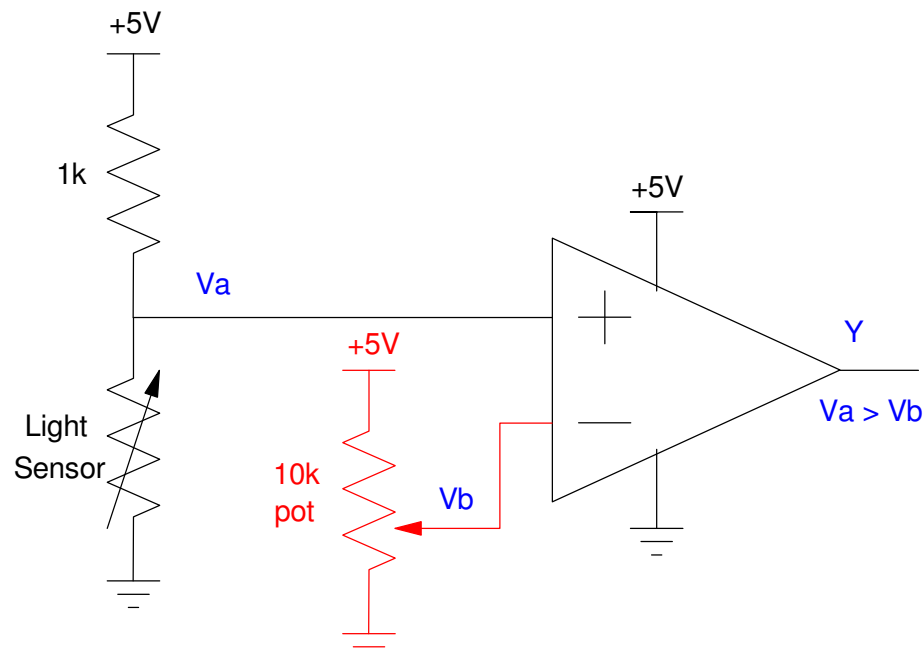 +5V
1k
Va
+5V
+5V
Y
Va > Vb
Light
Sensor
10k
pot
Vb